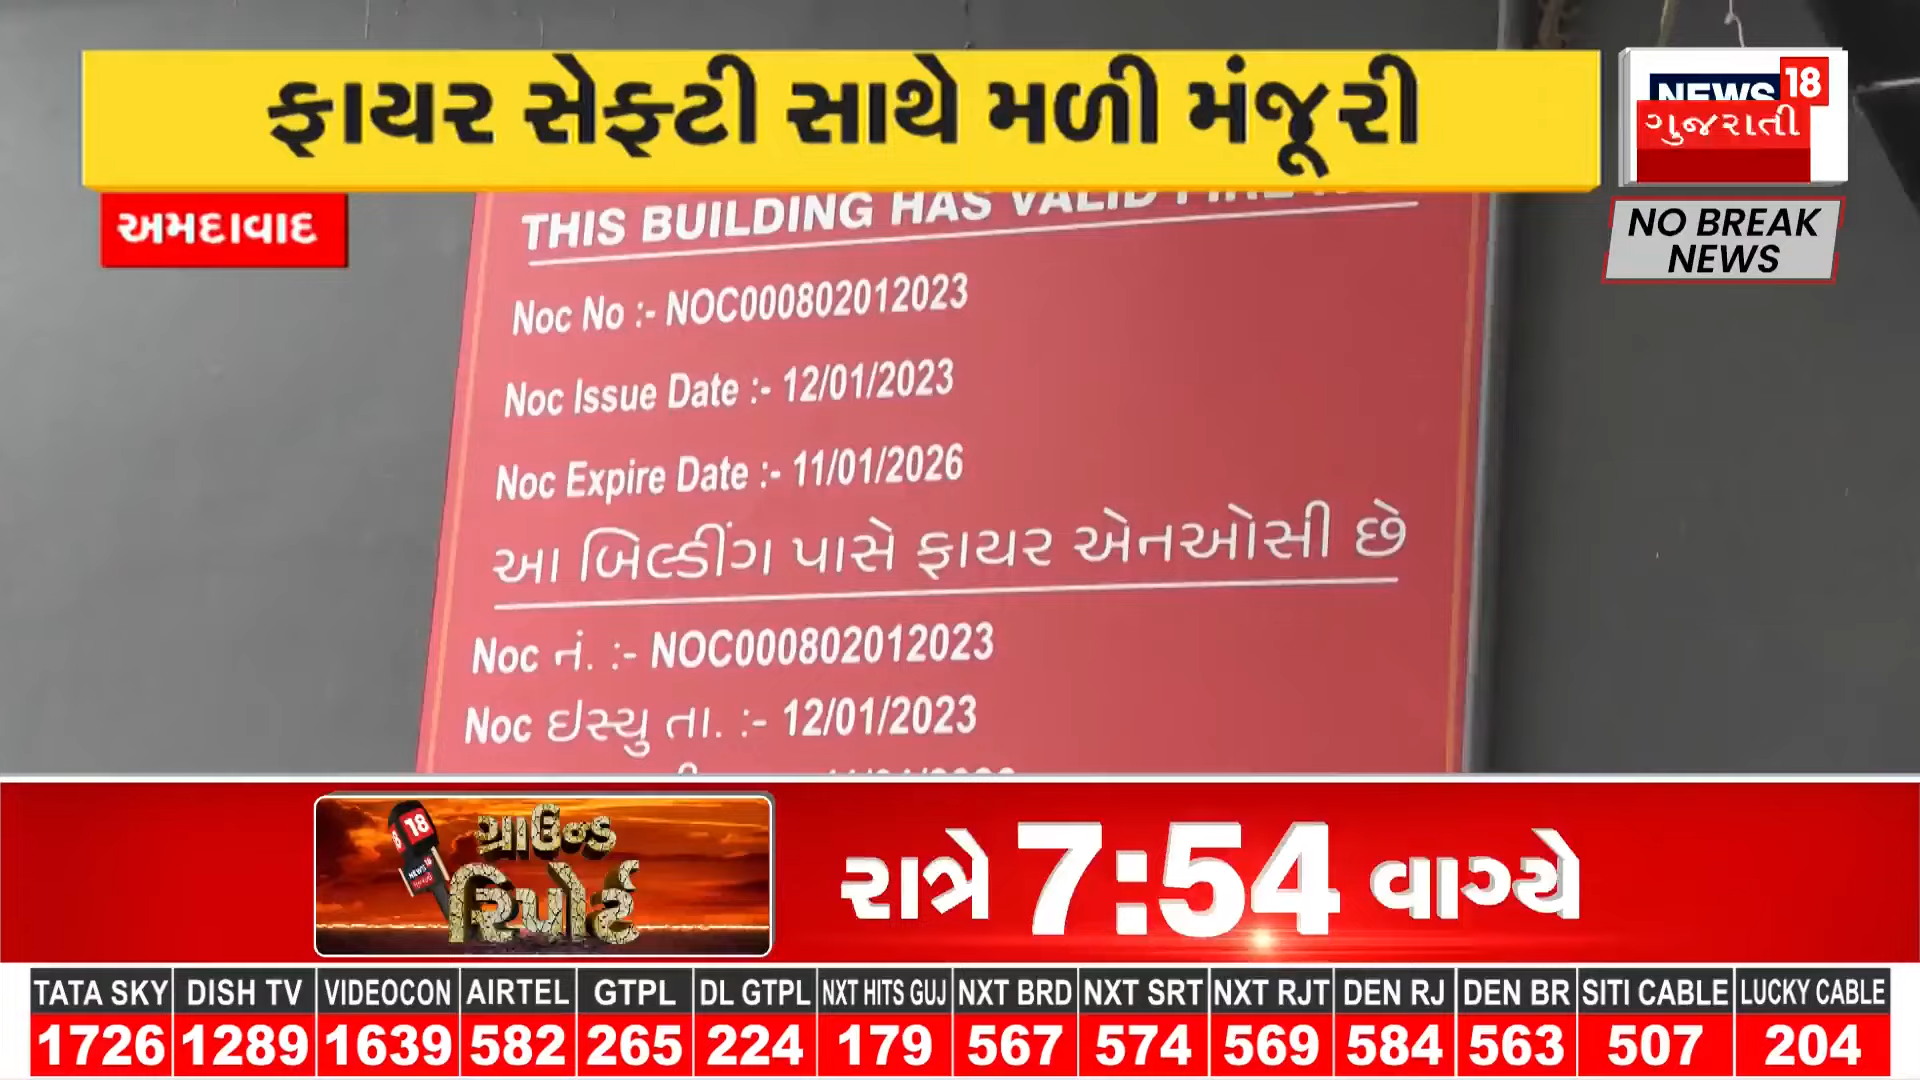 ફાયર સેફ્ટી સાથે મળી મંજૂરી
NEWS 18
ગુજરાતી
NO BREAK
NEWS
અમદાવાદ
THIS BUILDING HAS VALID
Noc No :- NOC000802012023
Noc Issue Date :- 12/01/2023
Noc Expire Date :- 11/01/2026
આ બિલ્ડીંગ પાસે ફાયર એનઓસી છે
Noc નં. :- NOC000802012023
Noc ઇસ્યુ તા. :- 12/01/2023
18
ગ્રાઉન્ડ
રિપોર્ટ
રાત્રે 7:54 વાગ્યે
TATA SKY DISH TV VIDEOCON AIRTEL GTPL DL GTPL NXT HITS GUJ NXT BRD NXT SRT NXT RJT DEN RJ DEN BR SITI CABLE LUCKY CABLE
1726 1289 1639 582 265 224 179 567 574 569 584 563 507 204